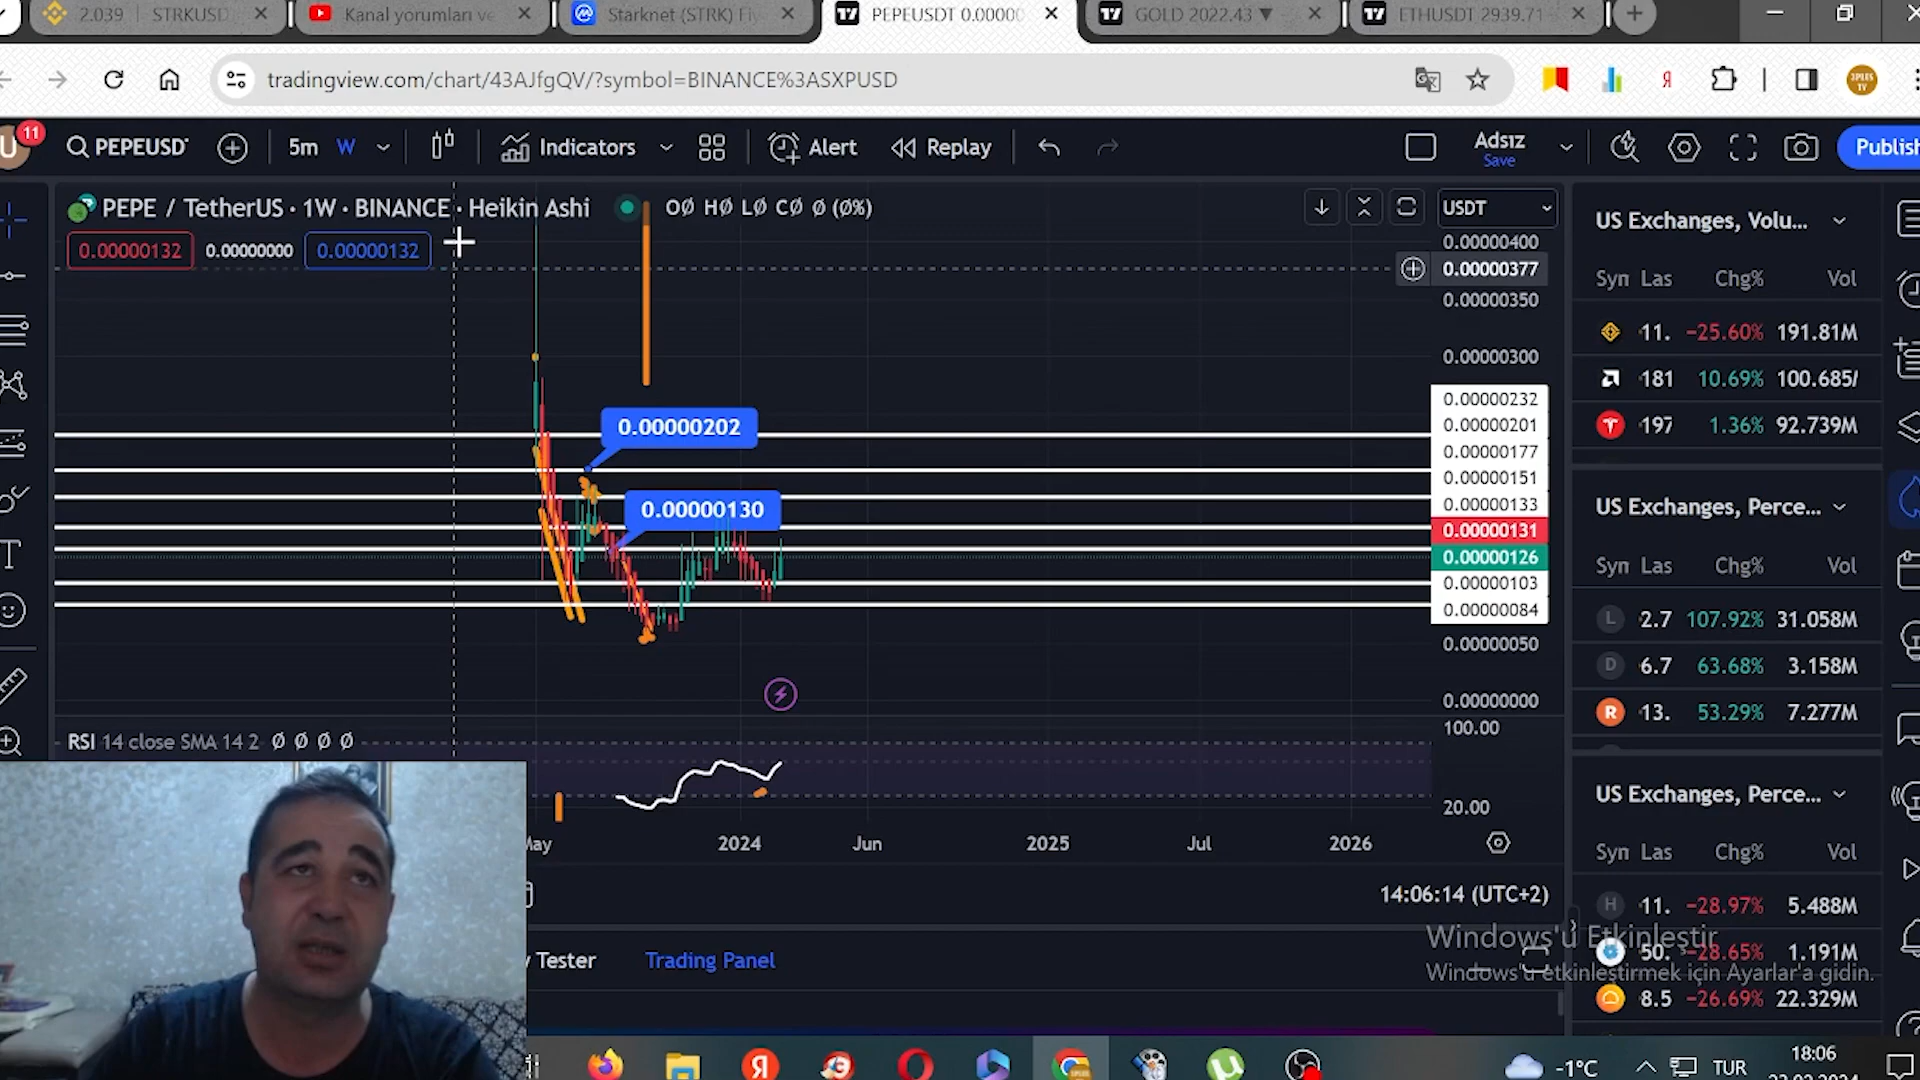 2.039 | STRKUSD
Kanal yorumları ve
Starknet (STRK) Fiy
PEPEUSDT 0.00000
GOLD 2022.43 ▼
ETHUSDT 2939.71
tradingview.com/chart/43AJfgQV/?symbol=BINANCE%3ASXPUSD
U
11
PEPEUSDT
5m
W
Indicators
Alert
Replay
Adsız
Save
Publish
PEPE / TetherUS · 1W · BINANCE · Heikin Ashi
OØ HØ LØ CØ Ø (Ø%)
USDT
0.00000132
0.00000000
0.00000132
0.00000400
0.00000377
0.00000350
0.00000300
0.00000232
0.00000201
0.00000177
0.00000151
0.00000133
0.00000131
0.00000126
0.00000103
0.00000084
0.00000050
0.00000000
0.00000202
0.00000130
RSI 14 close SMA 14 2 Ø Ø Ø Ø
100.00
20.00
May
2024
Jun
2025
Jul
2026
14:06:14 (UTC+2)
Tester
Trading Panel
US Exchanges, Volu...
Las Chg% Vol
11. −25.60% 191.81M
181 10.69% 100.685
197 1.36% 92.739M
US Exchanges, Perce...
Las Chg% Vol
L 2.7 107.92% 31.058M
D 6.7 63.68% 3.158M
R 13. 53.29% 7.277M
US Exchanges, Perce...
Las Chg% Vol
H 11. −28.97% 5.488M
50. −28.65% 1.191M
8.5 −26.69% 22.329M
Windows'u Etkinleştir
Windows'u etkinleştirmek için Ayarlar'a gidin.
-1°C
TUR
18:06